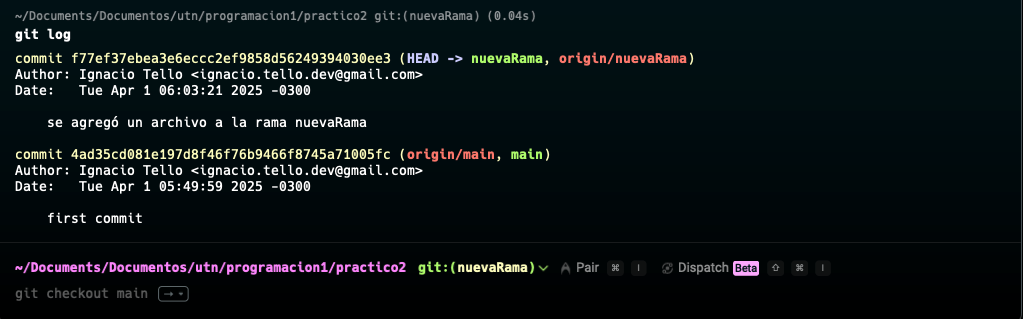 ~/Documents/Documentos/utn/programacion1/practico2 git:(nuevaRama) (0.04s)
git log
commit f77ef37ebea3e6eccc2ef9858d56249394030ee3 (HEAD -> nuevaRama, origin/nuevaRama)
Author: Ignacio Tello <ignacio.tello.dev@gmail.com>
Date:   Tue Apr 1 06:03:21 2025 -0300
    se agregó un archivo a la rama nuevaRama
commit 4ad35cd081e197d8f46f76b9466f8745a71005fc (origin/main, main)
Author: Ignacio Tello <ignacio.tello.dev@gmail.com>
Date:   Tue Apr 1 05:49:59 2025 -0300
    first commit
~/Documents/Documentos/utn/programacion1/practico2 git:(nuevaRama) Pair ⌘ I Dispatch Beta ⇧ ⌘ I
git checkout main →